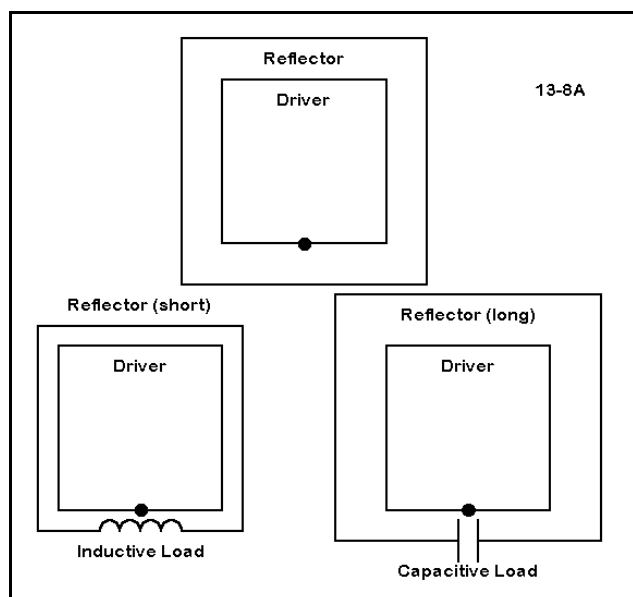 Reflector
Driver
13-8A
Reflector (short)
Driver
Inductive Load
Reflector (long)
Driver
Capacitive Load